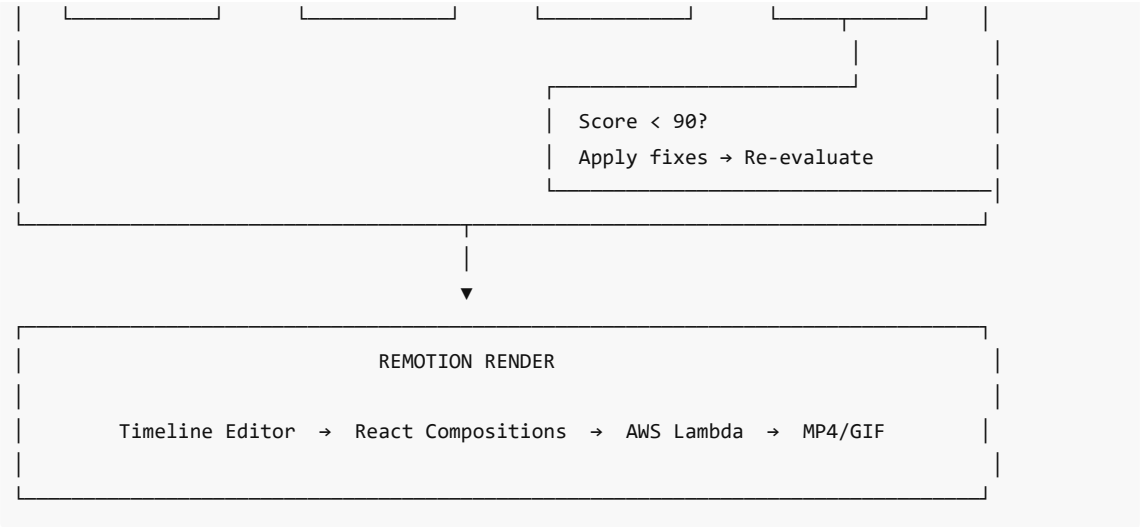 Score < 90?
Apply fixes → Re-evaluate
REMOTION RENDER
Timeline Editor → React Compositions → AWS Lambda → MP4/GIF